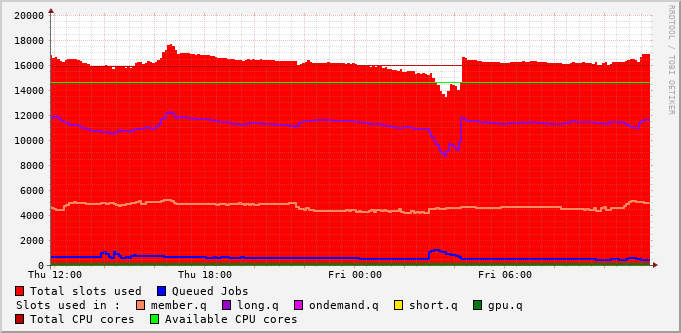 20000
18000
16000
14000
12000
10000
8000
6000
4000
2000
0
Thu 12:00 Thu 18:00 Fri 00:00 Fri 06:00
RRDTOOL / TOBI OETIKER
Total slots used Queued Jobs
Slots used in : member.q long.q ondemand.q short.q gpu.q
Total CPU cores Available CPU cores